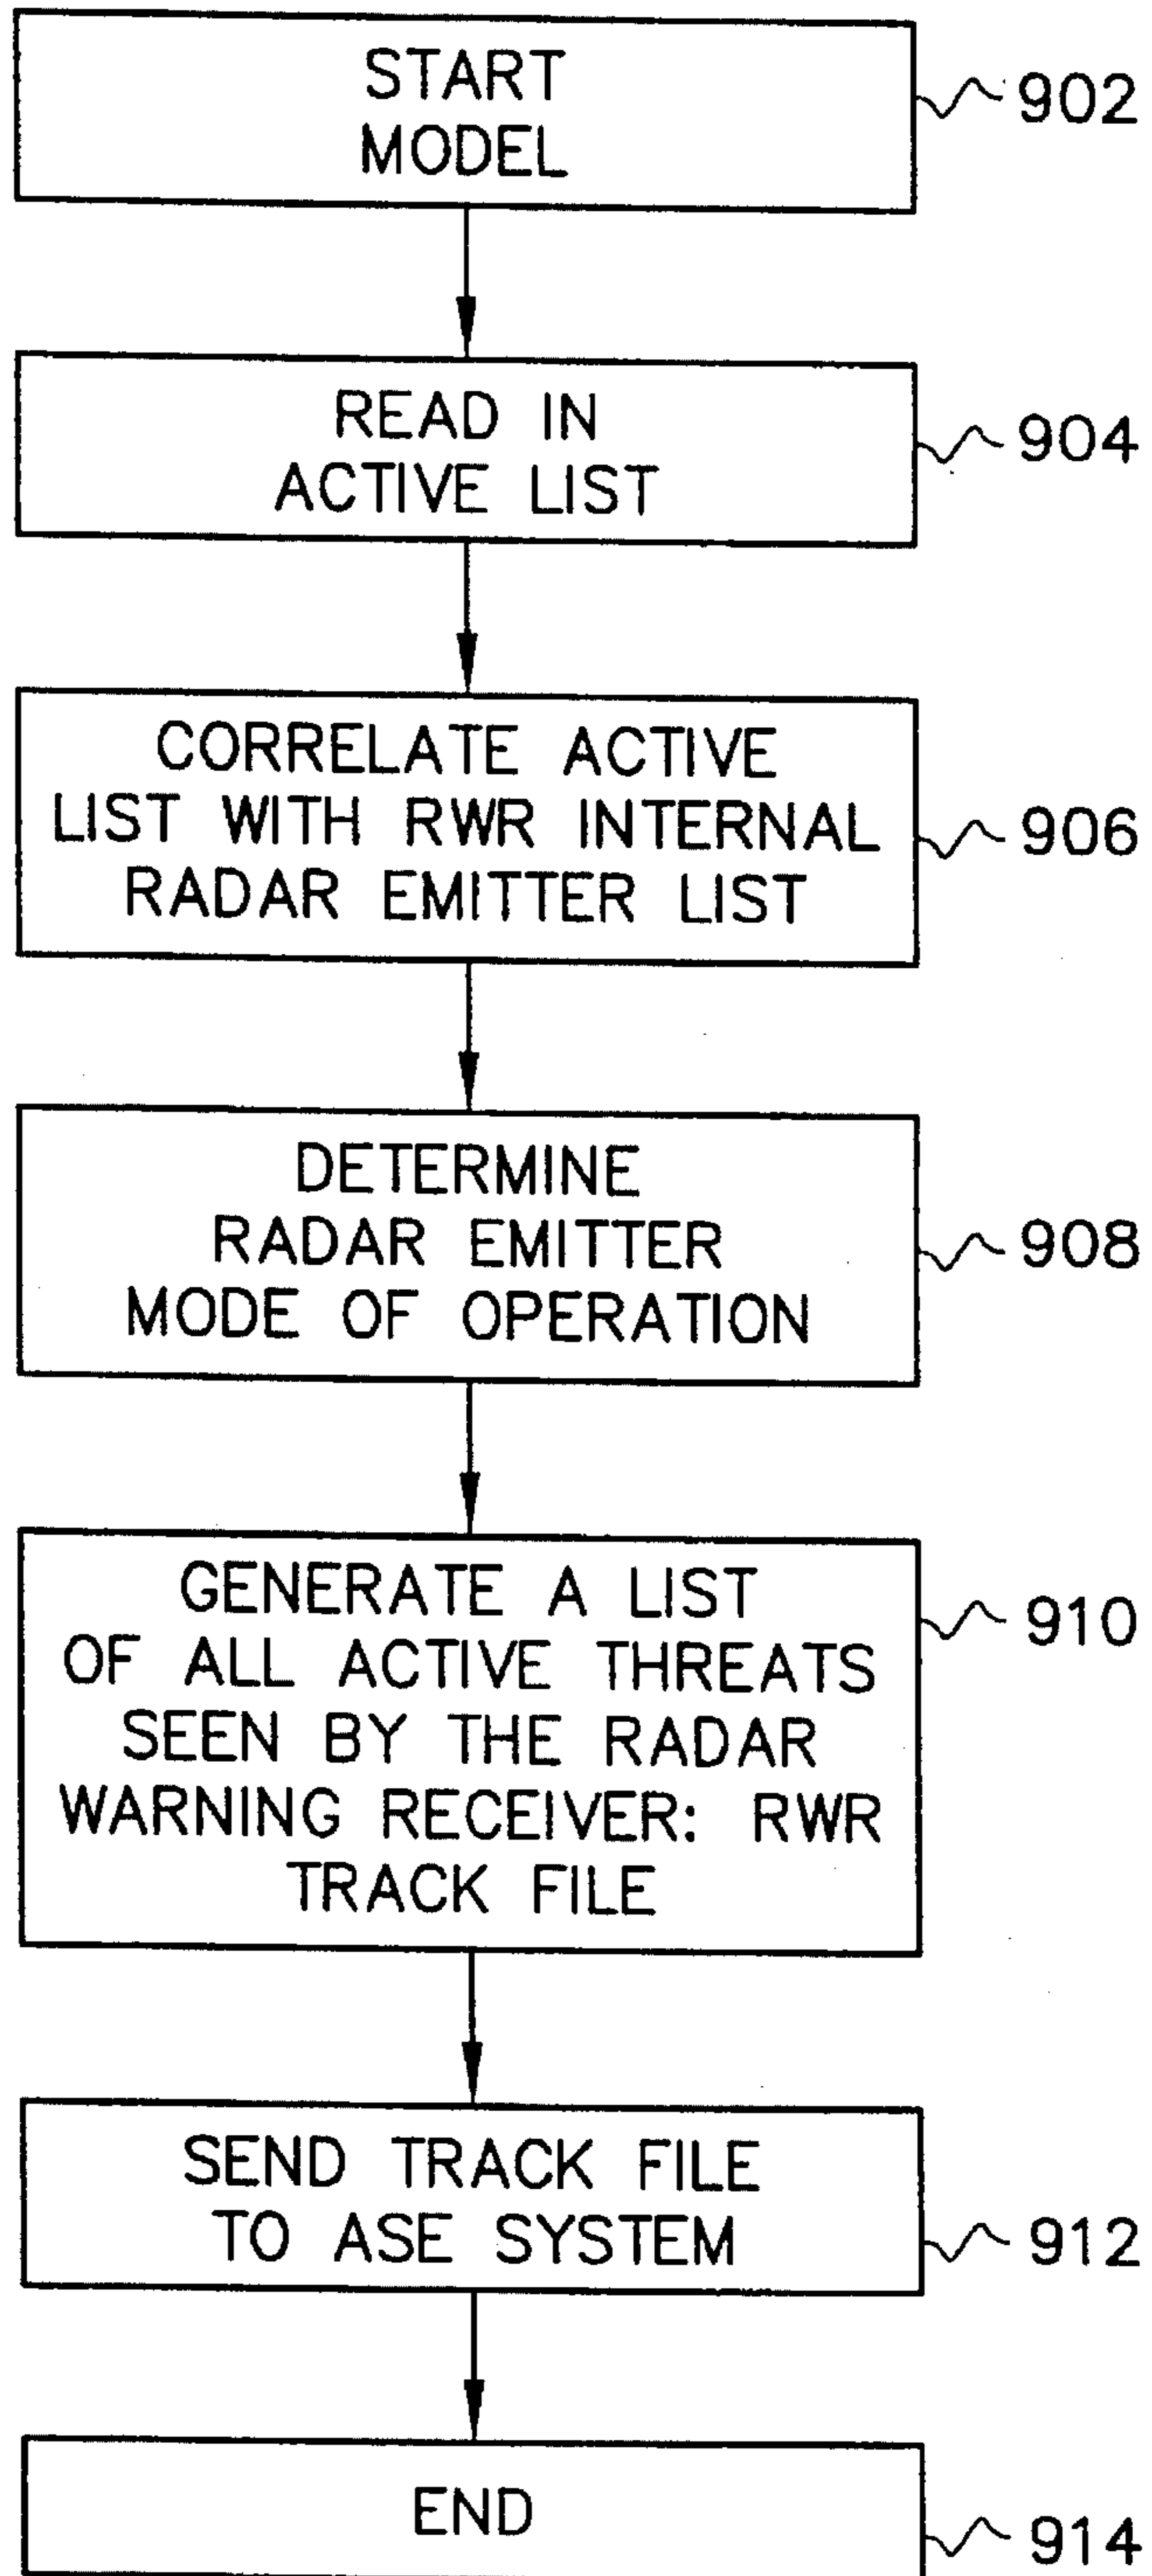 START
MODEL
902
READ IN
ACTIVE LIST
904
CORRELATE ACTIVE
LIST WITH RWR INTERNAL
RADAR EMITTER LIST
906
DETERMINE
RADAR EMITTER
MODE OF OPERATION
908
GENERATE A LIST
OF ALL ACTIVE THREATS
SEEN BY THE RADAR
WARNING RECEIVER: RWR
TRACK FILE
910
SEND TRACK FILE
TO ASE SYSTEM
912
END
914